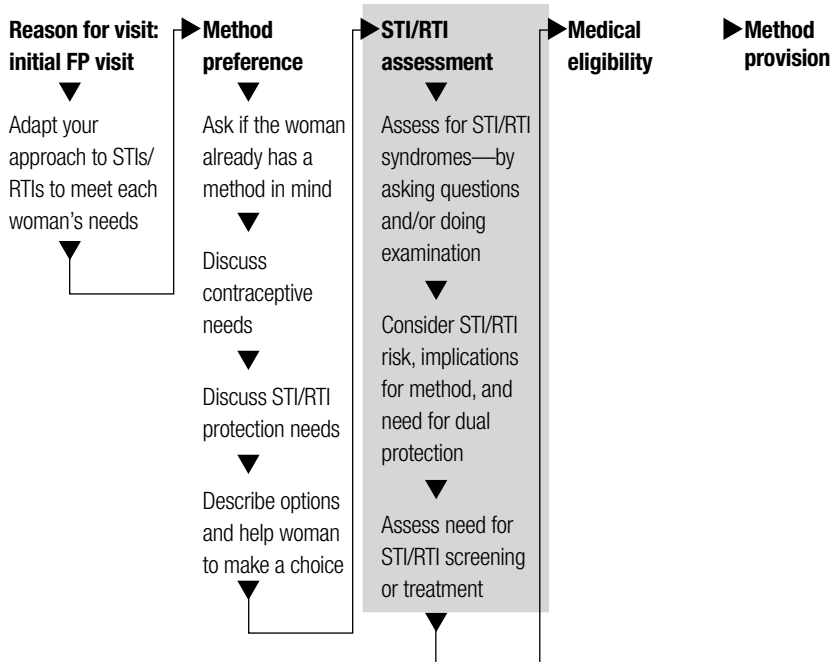 Reason for visit:
initial FP visit
Adapt your
approach to STIs/
RTIs to meet each
woman's needs
Method
preference
Ask if the woman
already has a
method in mind
Discuss
contraceptive
needs
Discuss STI/RTI
protection needs
Describe options
and help woman
to make a choice
STI/RTI
assessment
Assess for STI/RTI
syndromes—by
asking questions
and/or doing
examination
Consider STI/RTI
risk, implications
for method, and
need for dual
protection
Assess need for
STI/RTI screening
or treatment
Medical
eligibility
Method
provision